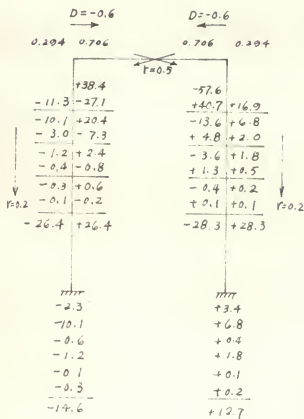 D=-0.6 D=-0.6
0.294 0.706 0.706 0.294
r=0.5
+38.4 -57.6
-11.3 -27.1 +40.7 +16.9
-10.1 +20.4 -13.6 +6.8
-3.0 -7.3 +4.8 +2.0
-1.2 +2.4 -3.6 +1.8
-0.4 -0.8 +1.3 +0.5
-0.3 +0.6 -0.4 +0.2
-0.1 -0.2 +0.1 +0.1
r=0.2 r=0.2
-26.4 +26.4 -28.3 +28.3
-2.3 +3.4
-10.1 +6.8
-0.6 +0.4
-1.2 +1.8
-0.1 +0.1
-0.3 +0.2
-14.6 +12.7